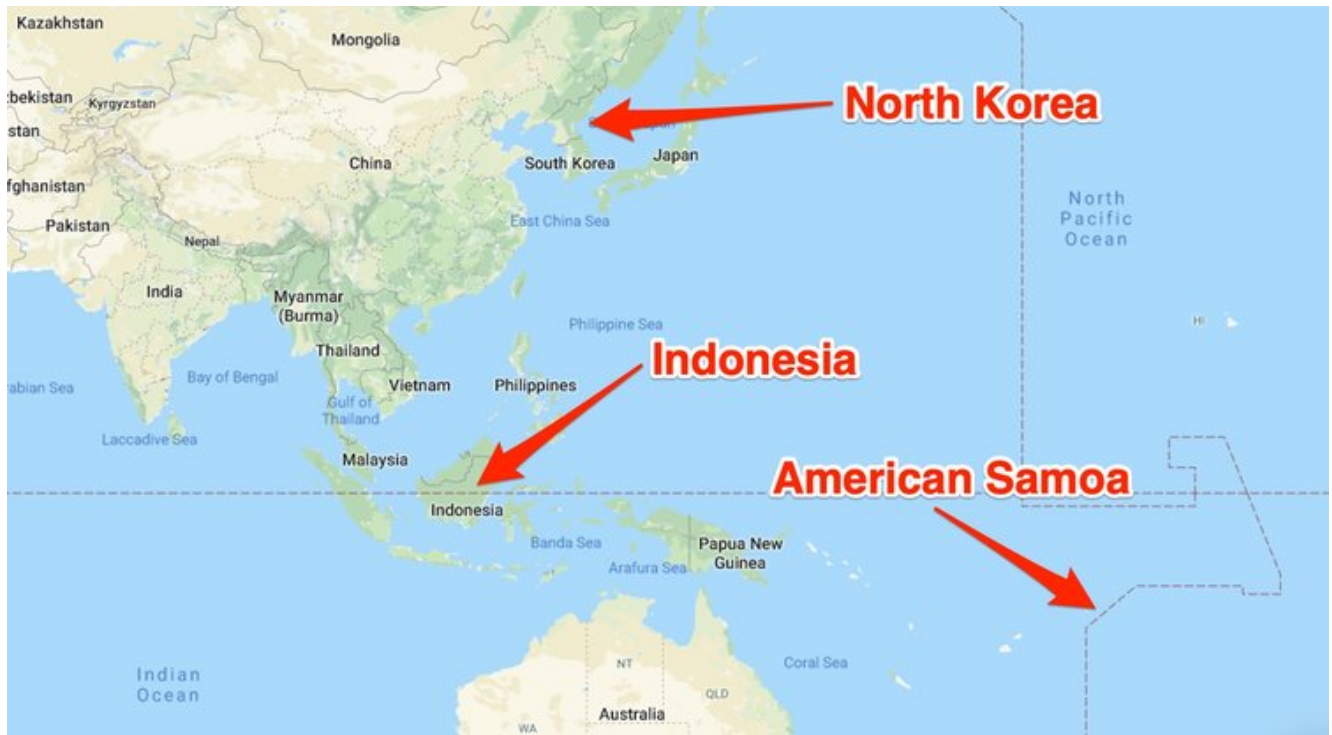 Kazakhstan
Mongolia
zbekistan
Kyrgyzstan
stan
North Korea
China
South Korea
Japan
fghanistan
North
Pacific
Ocean
Pakistan
Nepal
East China Sea
India
Myanmar
(Burma)
Philippine Sea
HI
Thailand
Indonesia
Bay of Bengal
rabian Sea
Vietnam
Philippines
Gulf of
Thailand
Laccadive Sea
Malaysia
American Samoa
Indonesia
Banda Sea
Papua New
Guinea
Arafura Sea
Indian
Ocean
NT
Coral Sea
QLD
Australia
WA